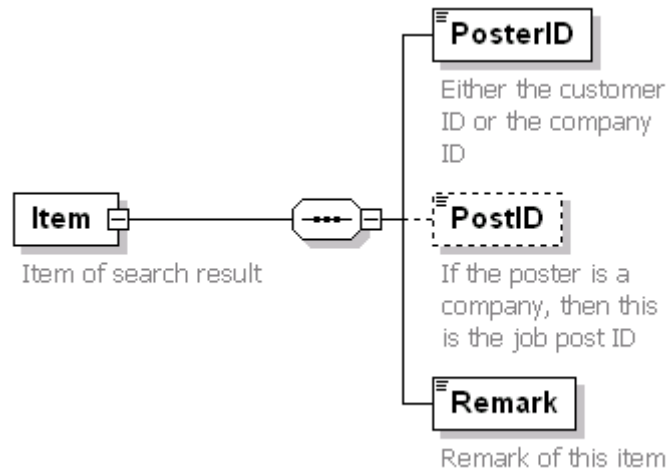 PosterID
Either the customer
ID or the company
ID
Item
Item of search result
PostID
If the poster is a
company, then this
is the job post ID
Remark
Remark of this item